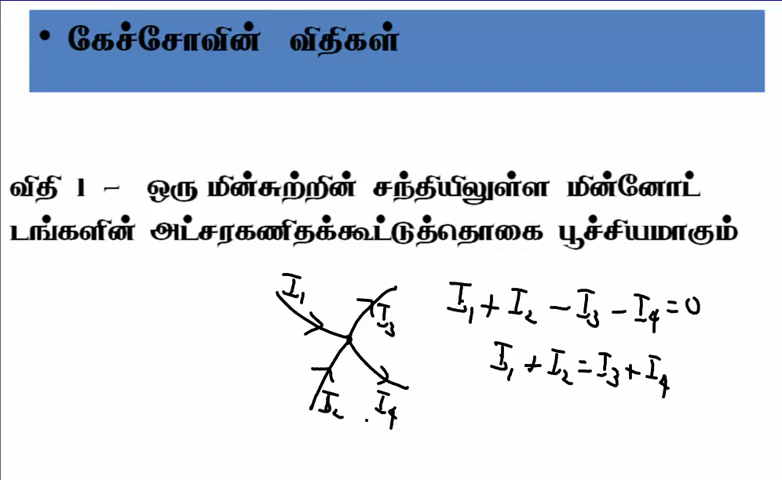 • கேச்சோவின் விதிகள்
விதி 1 – ஒரு மின்சுற்றின் சந்தியிலுள்ள மின்னோட்
டங்களின் அட்சரகணிதக்கூட்டுத்தொகை பூச்சியமாகும்
I₁ I₃
I₂ I₄
I₁ + I₂ – I₃ – I₄ = 0
I₁ + I₂ = I₃ + I₄